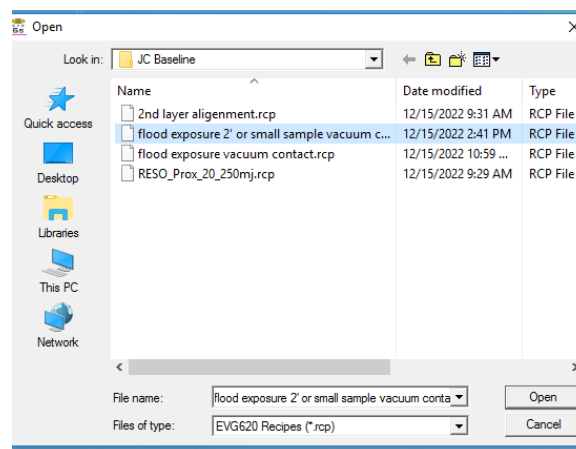 Open
Look in: JC Baseline
Name Date modified Type
2nd layer aligenment.rcp 12/15/2022 9:31 AM RCP File
flood exposure 2' or small sample vacuum c... 12/15/2022 2:41 PM RCP File
flood exposure vacuum contact.rcp 12/15/2022 10:59 ... RCP File
RESO_Prox_20_250mj.rcp 12/15/2022 9:29 AM RCP File
Quick access
Desktop
Libraries
This PC
Network
File name: flood exposure 2' or small sample vacuum conta Open
Files of type: EVG620 Recipes (*.rcp) Cancel